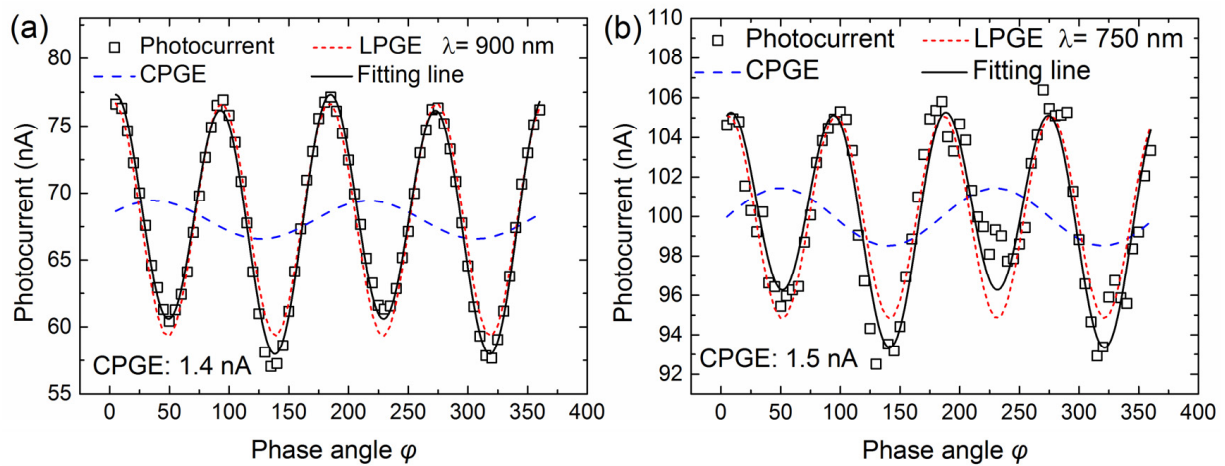 (a)
Photocurrent
LPGE λ= 900 nm
CPGE
Fitting line
80
75
70
65
60
55
Photocurrent (nA)
CPGE: 1.4 nA
0 50 100 150 200 250 300 350 400
Phase angle φ
(b)
Photocurrent
LPGE λ= 750 nm
CPGE
Fitting line
110
108
106
104
102
100
98
96
94
92
Photocurrent (nA)
CPGE: 1.5 nA
0 50 100 150 200 250 300 350 400
Phase angle φ